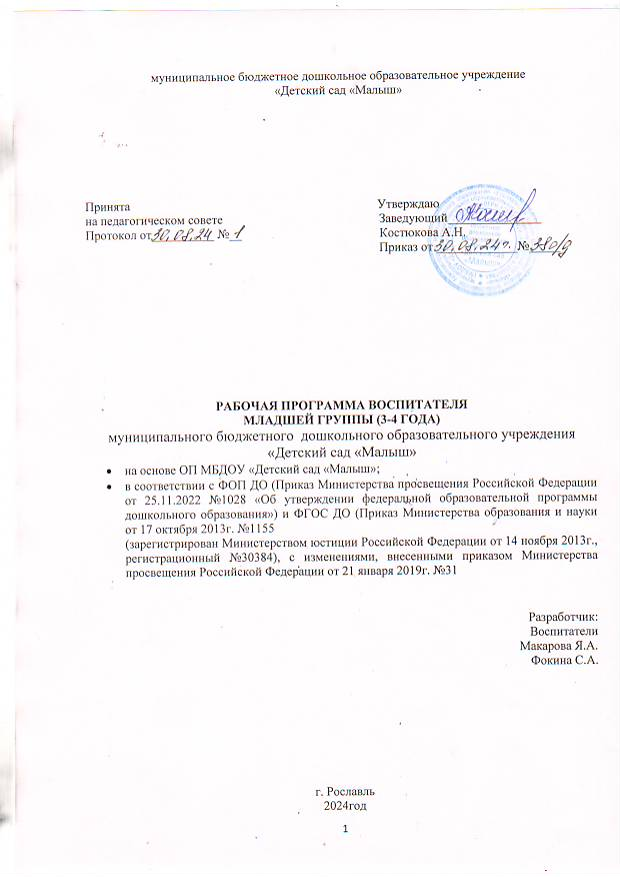 муниципальное бюджетное дошкольное образовательное учреждение
«Детский сад «Малыш»
Принята
на педагогическом совете
Протокол от 30.08.24 № 1
Утверждаю
Заведующий
Костюкова А.Н.
Приказ от 30.08.24г. № 380/д
РАБОЧАЯ ПРОГРАММА ВОСПИТАТЕЛЯ
МЛАДШЕЙ ГРУППЫ (3-4 ГОДА)
муниципального бюджетного дошкольного образовательного учреждения
«Детский сад «Малыш»
• на основе ОП МБДОУ «Детский сад «Малыш»;
• в соответствии с ФОП ДО (Приказ Министерства просвещения Российской Федерации
от 25.11.2022 №1028 «Об утверждении федеральной образовательной программы
дошкольного образования») и ФГОС ДО (Приказ Министерства образования и науки
от 17 октября 2013г. №1155
(зарегистрирован Министерством юстиции Российской Федерации от 14 ноября 2013г.,
регистрационный №30384), с изменениями, внесенными приказом Министерства
просвещения Российской Федерации от 21 января 2019г. №31
Разработчик:
Воспитатели
Макарова Я.А.
Фокина С.А.
г. Рославль
2024год
1